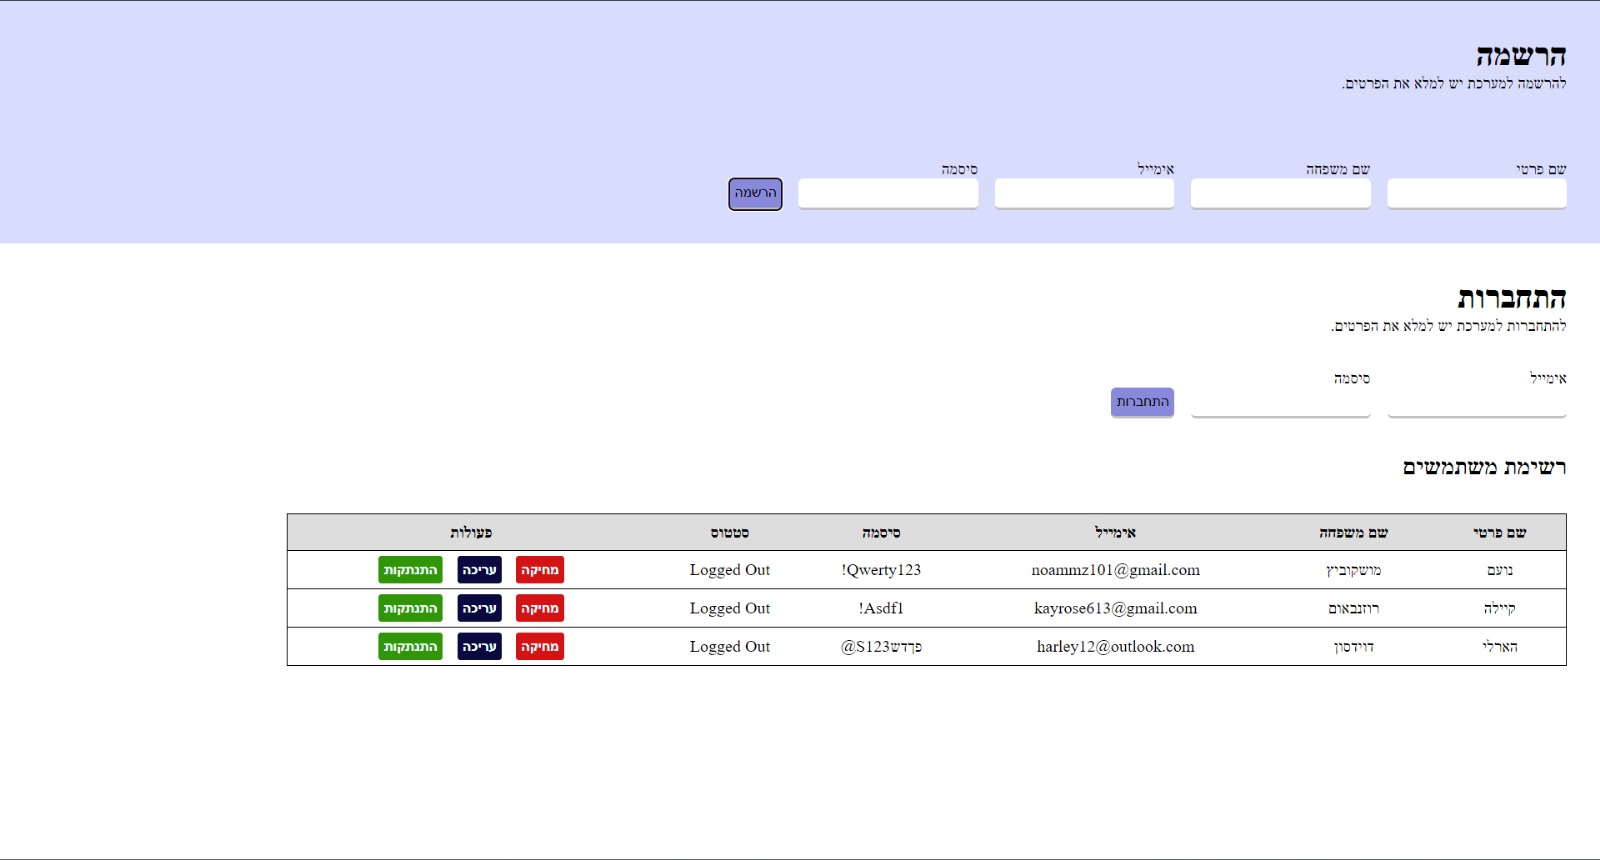 הרשמה
להרשמה למערכת יש למלא את הפרטים.
שם פרטי שם משפחה אימייל סיסמה
הרשמה
התחברות
להתחברות למערכת יש למלא את הפרטים.
אימייל סיסמה
התחברות
רשימת משתמשים
שם פרטי שם משפחה אימייל סיסמה סטטוס פעולות
נועם מושקוביץ noammz101@gmail.com !Qwerty123 Logged Out מחיקה עריכה התנתקות
קיילה רוזנבאום kayrose613@gmail.com !Asdf1 Logged Out מחיקה עריכה התנתקות
הארלי דוידסון harley12@outlook.com פךדשS123@ Logged Out מחיקה עריכה התנתקות